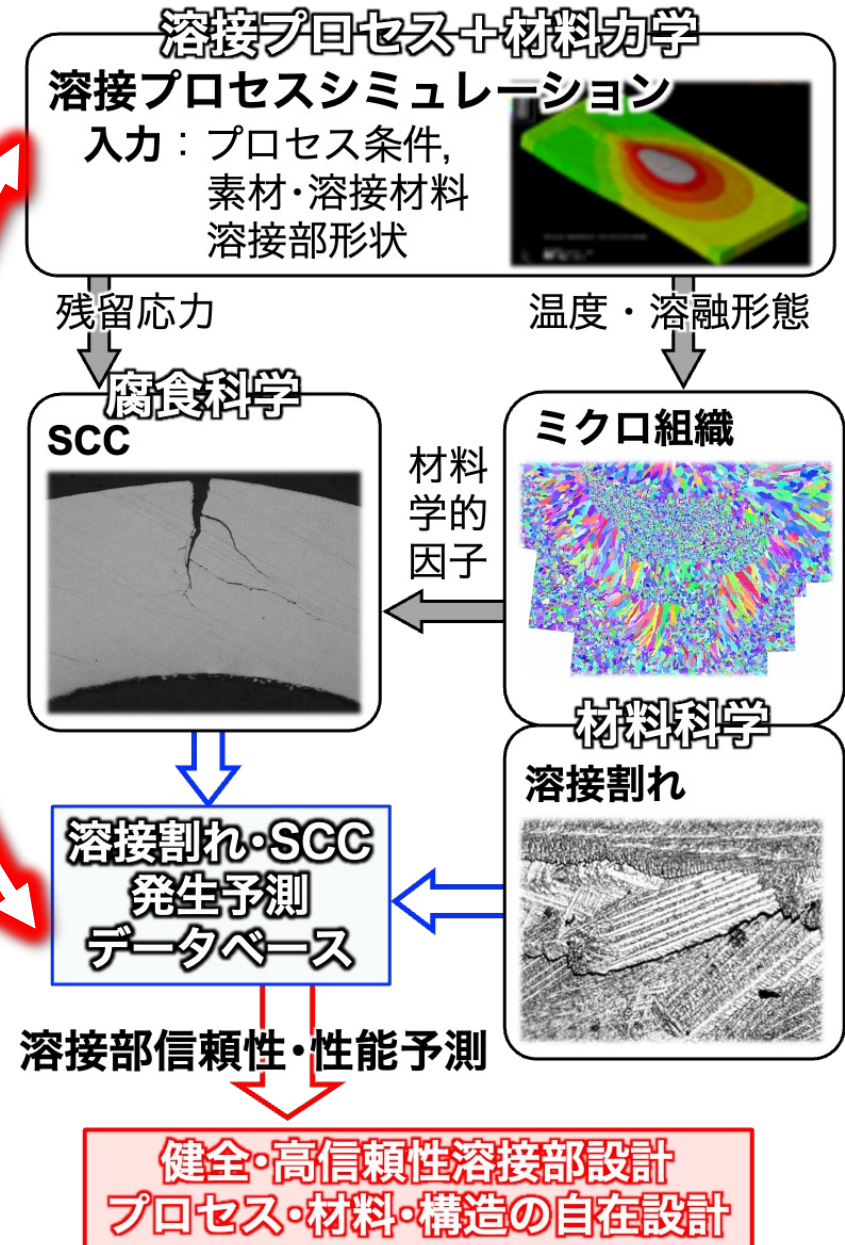 溶接プロセス＋材料力学
溶接プロセスシミュレーション
入力：プロセス条件,
素材・溶接材料
溶接部形状
残留応力
温度・溶融形態
腐食科学
SCC
材料
学的
因子
ミクロ組織
材料科学
溶接割れ
溶接割れ・SCC
発生予測
データベース
溶接部信頼性・性能予測
健全・高信頼性溶接部設計
プロセス・材料・構造の自在設計